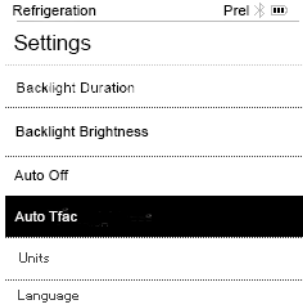 Refrigeration Prel
Settings
Backlight Duration
Backlight Brightness
Auto Off
Auto Tfac
Units
Language